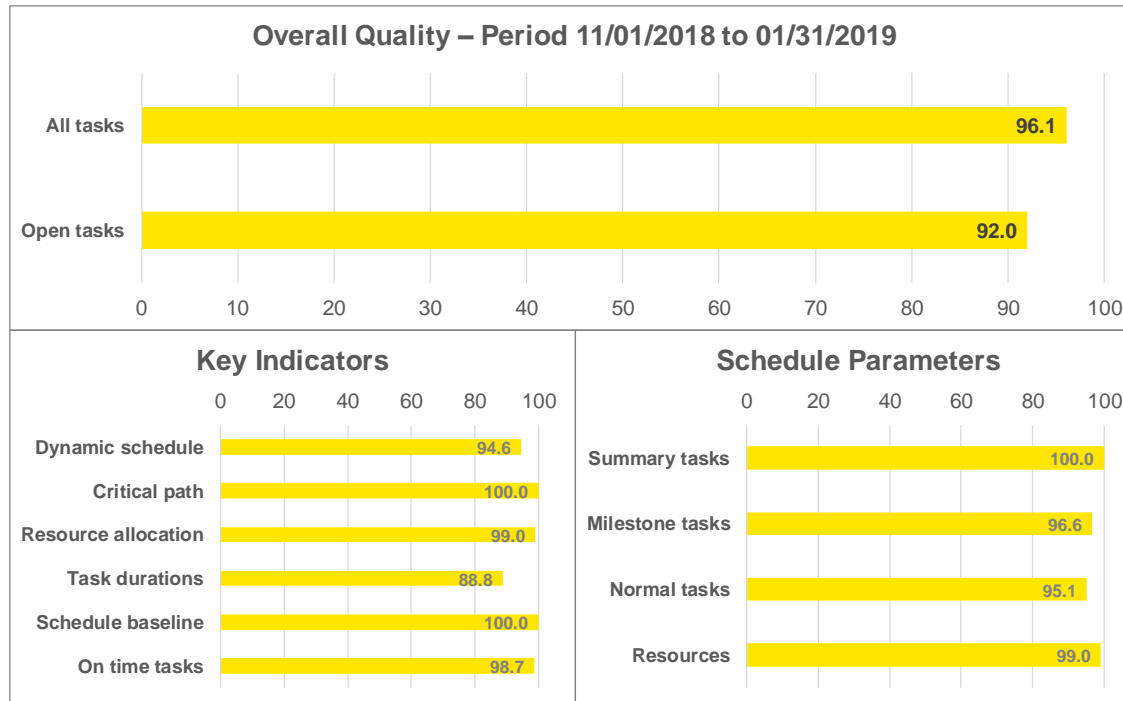 Overall Quality – Period 11/01/2018 to 01/31/2019
All tasks 96.1
Open tasks 92.0
0 10 20 30 40 50 60 70 80 90 100
Key Indicators
0 20 40 60 80 100
Dynamic schedule 94.6
Critical path 100.0
Resource allocation 99.0
Task durations 88.8
Schedule baseline 100.0
On time tasks 98.7
Schedule Parameters
0 20 40 60 80 100
Summary tasks 100.0
Milestone tasks 96.6
Normal tasks 95.1
Resources 99.0